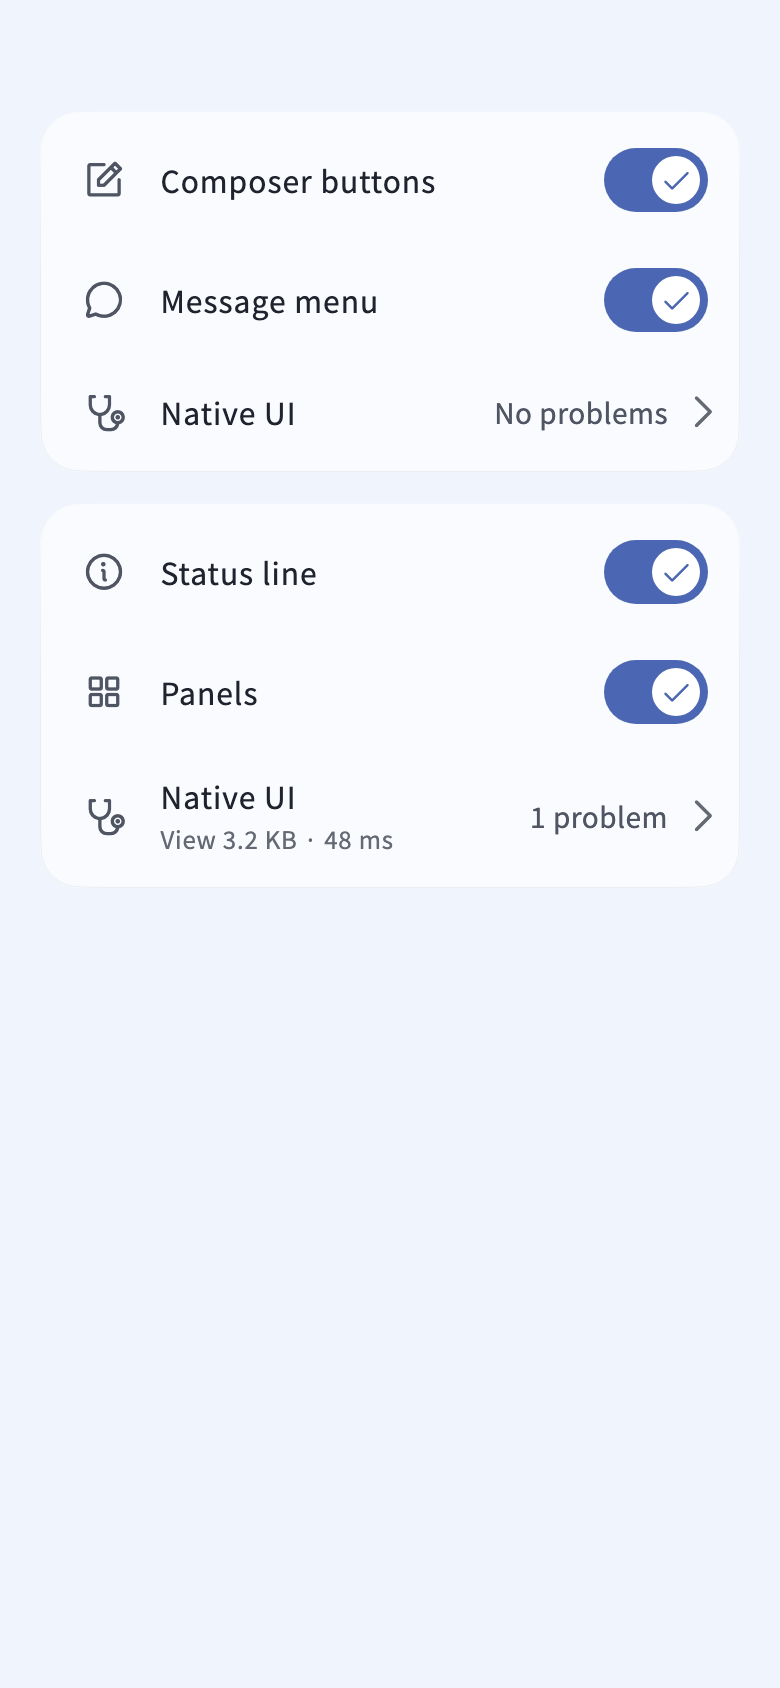 Composer buttons
Message menu
Native UI
No problems
Status line
Panels
Native UI
View 3.2 KB · 48 ms
1 problem